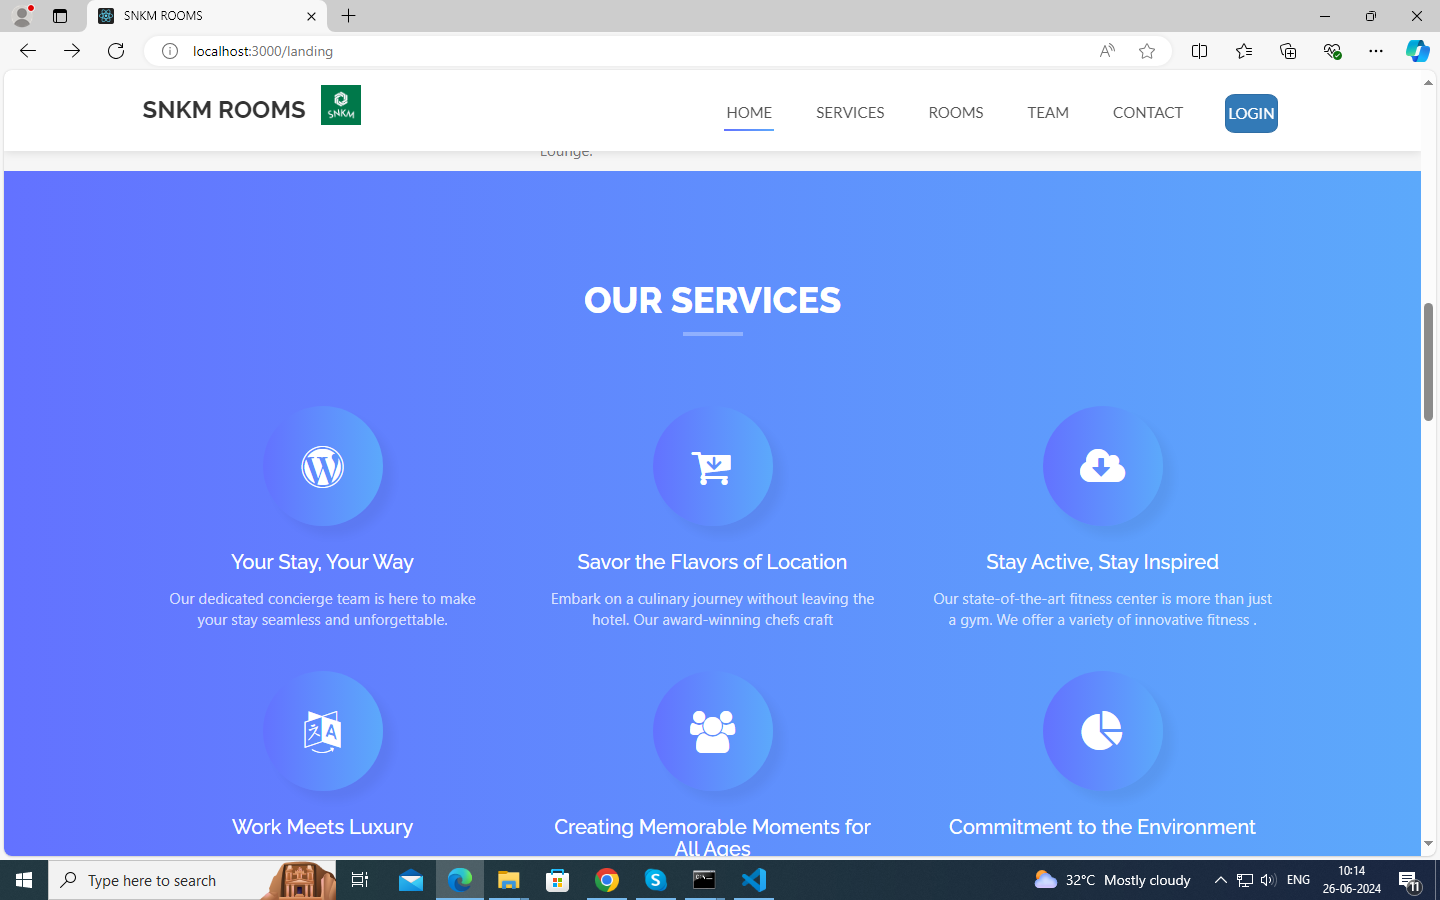 SNKM ROOMS
localhost:3000/landing
SNKM ROOMS
SNKM
HOME
SERVICES
ROOMS
TEAM
CONTACT
LOGIN
Lounge.
OUR SERVICES
Your Stay, Your Way
Our dedicated concierge team is here to make
your stay seamless and unforgettable.
Savor the Flavors of Location
Embark on a culinary journey without leaving the
hotel. Our award-winning chefs craft
Stay Active, Stay Inspired
Our state-of-the-art fitness center is more than just
a gym. We offer a variety of innovative fitness .
Work Meets Luxury
Creating Memorable Moments for
All Ages
Commitment to the Environment
Type here to search
32°C Mostly cloudy
ENG
10:14
26-06-2024
11